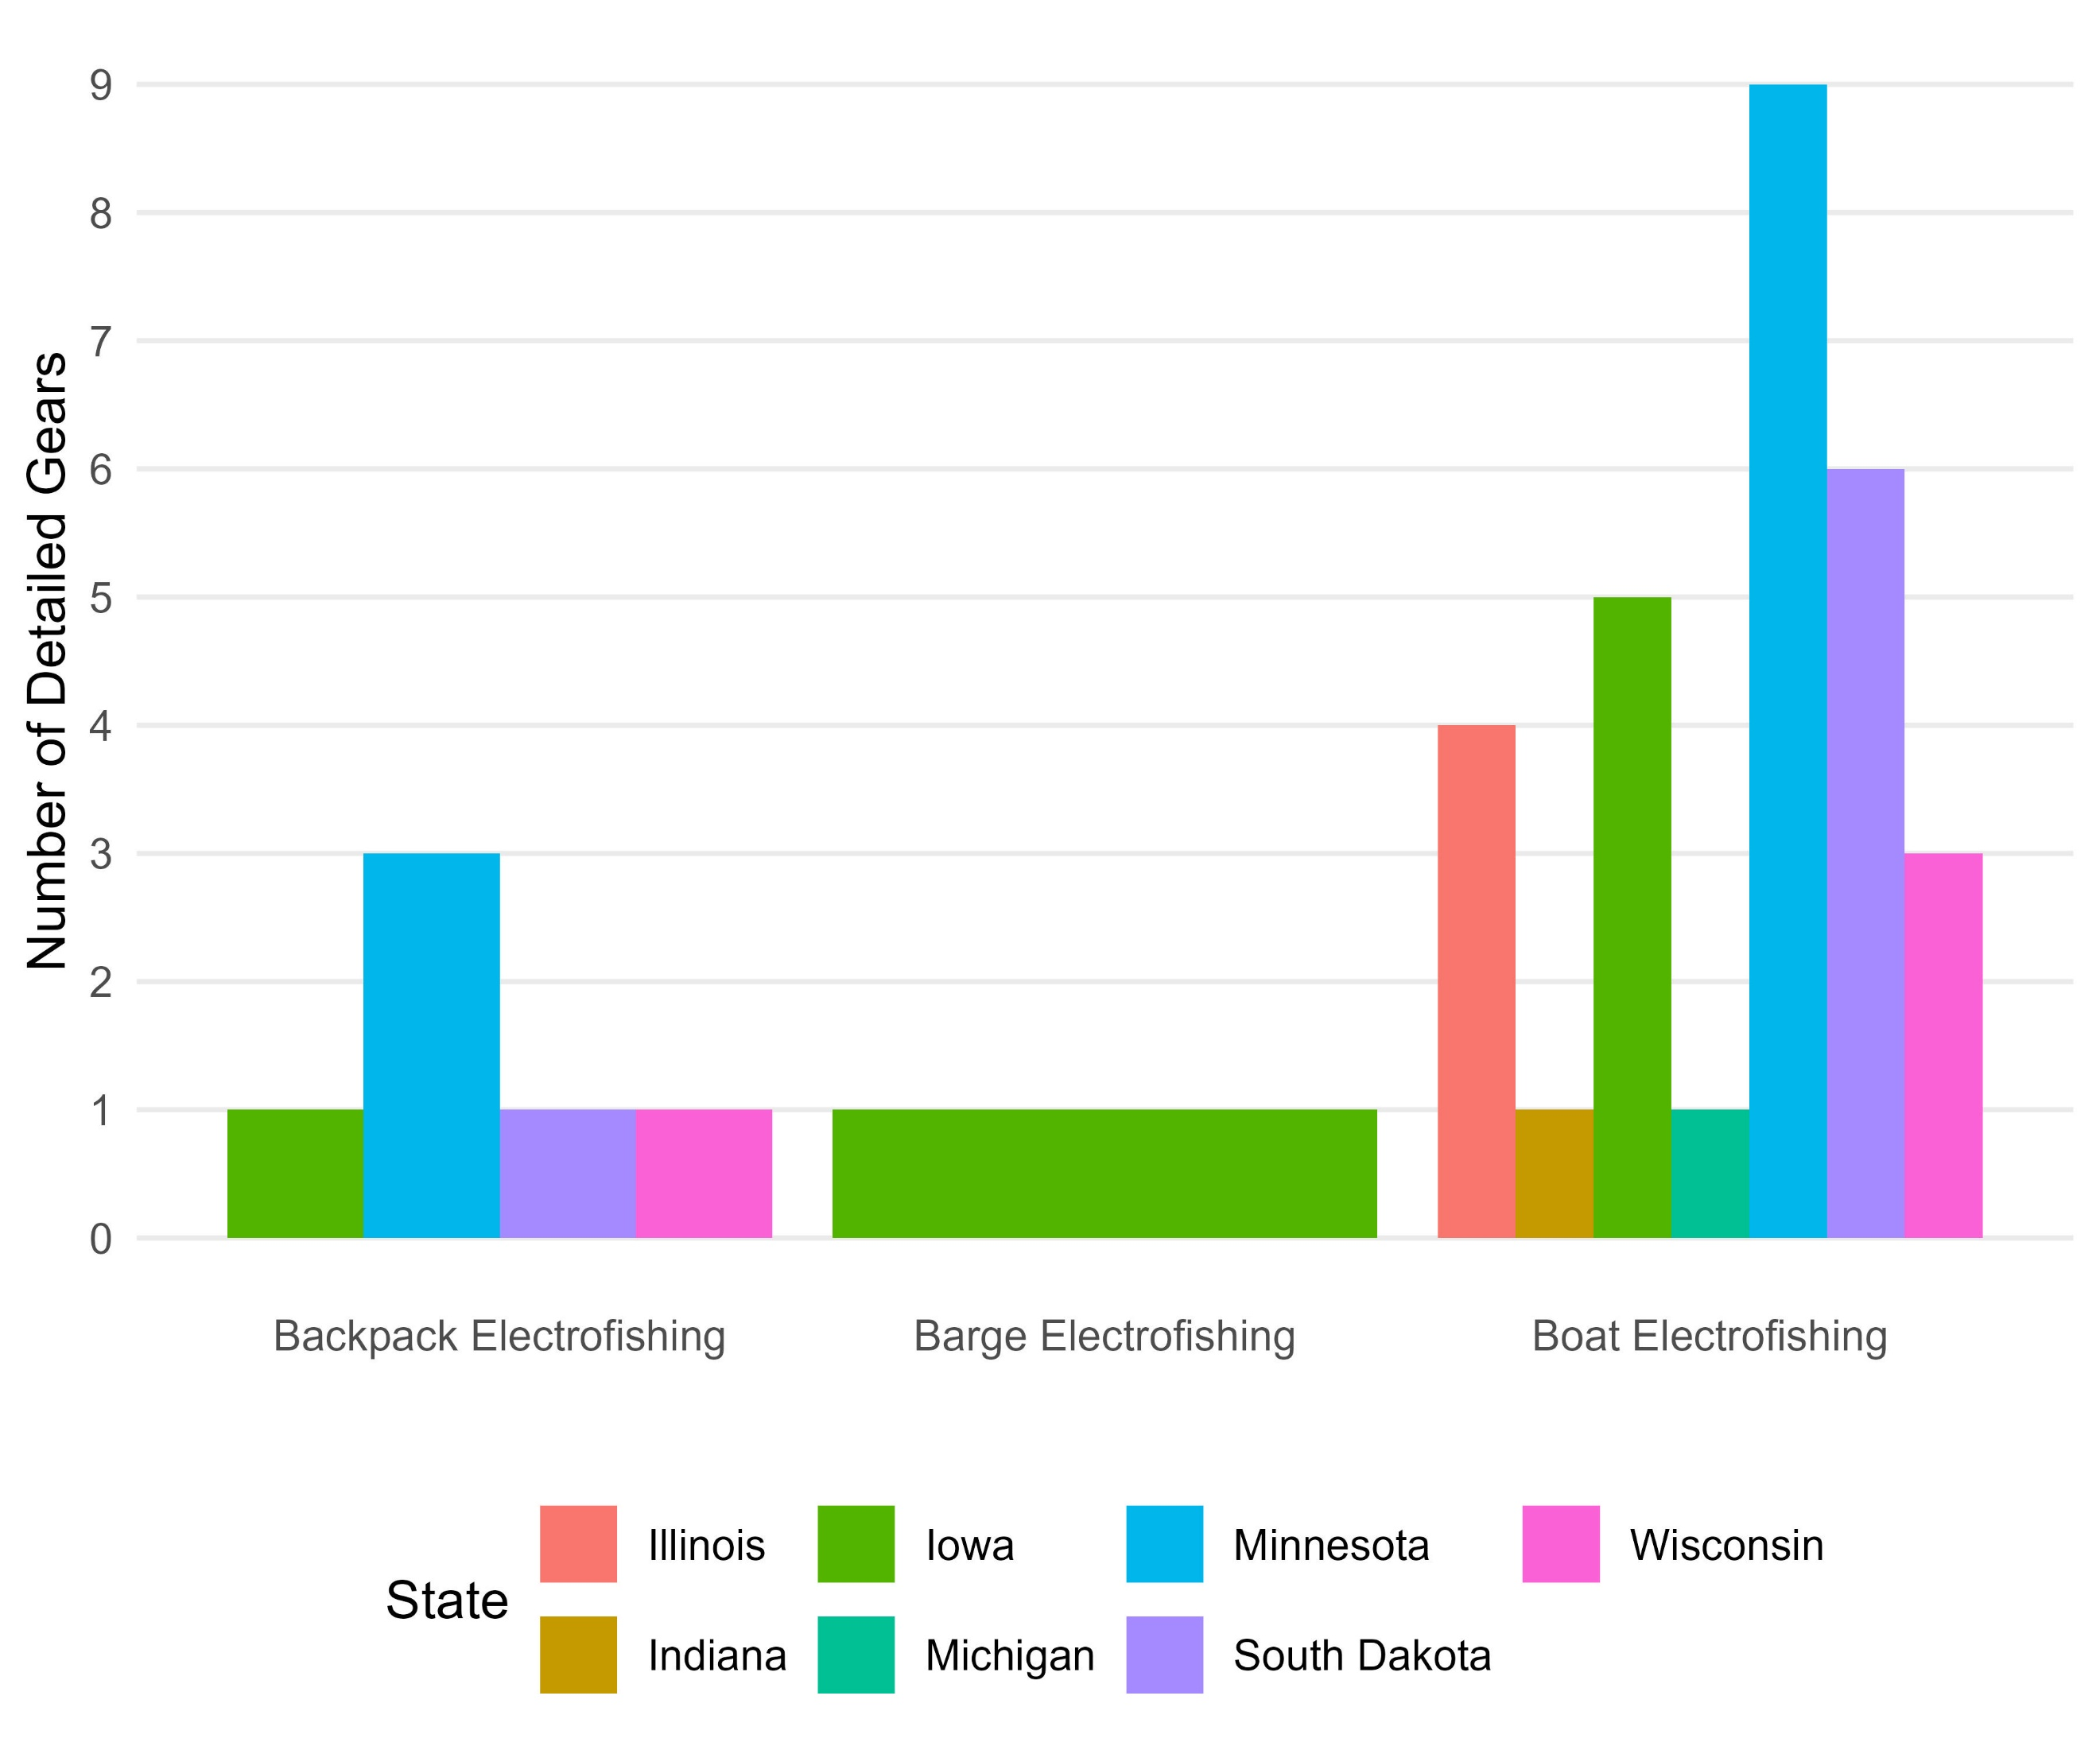 Number of Detailed Gears
9
8
7
6
5
4
3
2
1
0
Backpack Electrofishing Barge Electrofishing Boat Electrofishing
State
Illinois Iowa Minnesota Wisconsin
Indiana Michigan South Dakota